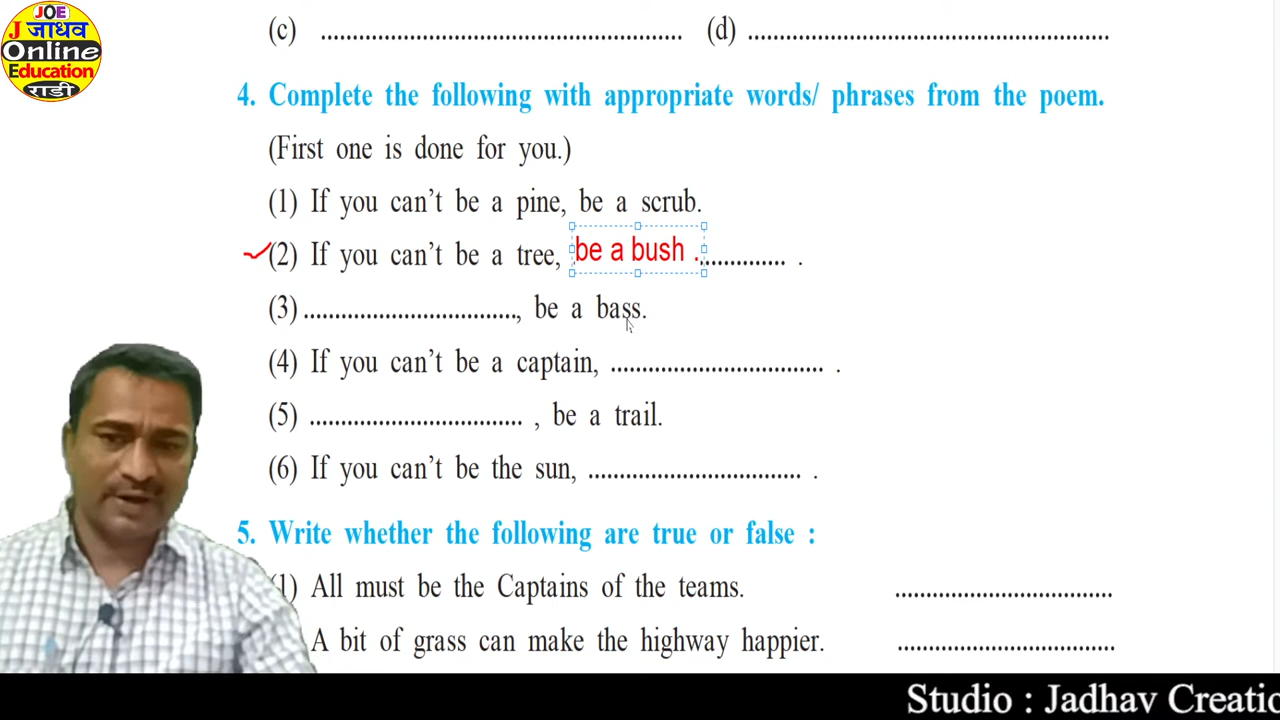 JOE
J जाधव
Online
Education
राडी
(c) ........................................................ (d) ........................................................
4. Complete the following with appropriate words/ phrases from the poem.
(First one is done for you.)
(1) If you can’t be a pine, be a scrub.
(2) If you can’t be a tree, be a bush ............... .
(3) .................................., be a bass.
(4) If you can’t be a captain, .................................. .
(5) .................................. , be a trail.
(6) If you can’t be the sun, .................................. .
5. Write whether the following are true or false :
1) All must be the Captains of the teams. ..................................
A bit of grass can make the highway happier. ..................................
Studio : Jadhav Creatio